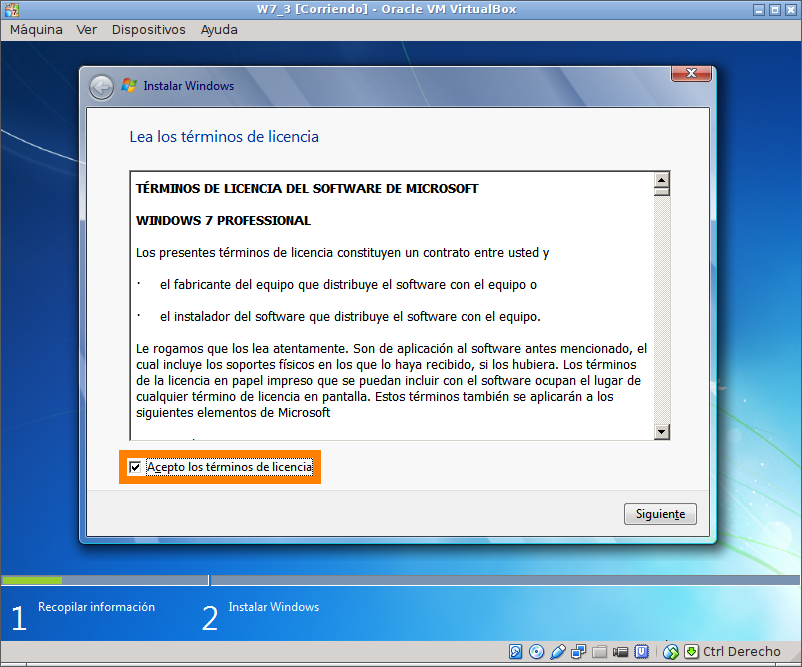 W7_3 [Corriendo] - Oracle VM VirtualBox
Máquina Ver Dispositivos Ayuda
Instalar Windows
Lea los términos de licencia
TÉRMINOS DE LICENCIA DEL SOFTWARE DE MICROSOFT
WINDOWS 7 PROFESSIONAL
Los presentes términos de licencia constituyen un contrato entre usted y
· el fabricante del equipo que distribuye el software con el equipo o
· el instalador del software que distribuye el software con el equipo.
Le rogamos que los lea atentamente. Son de aplicación al software antes mencionado, el
cual incluye los soportes físicos en los que lo haya recibido, si los hubiera. Los términos
de la licencia en papel impreso que se puedan incluir con el software ocupan el lugar de
cualquier término de licencia en pantalla. Estos términos también se aplicarán a los
siguientes elementos de Microsoft
Acepto los términos de licencia
Siguiente
1 Recopilar información
2 Instalar Windows
Ctrl Derecho